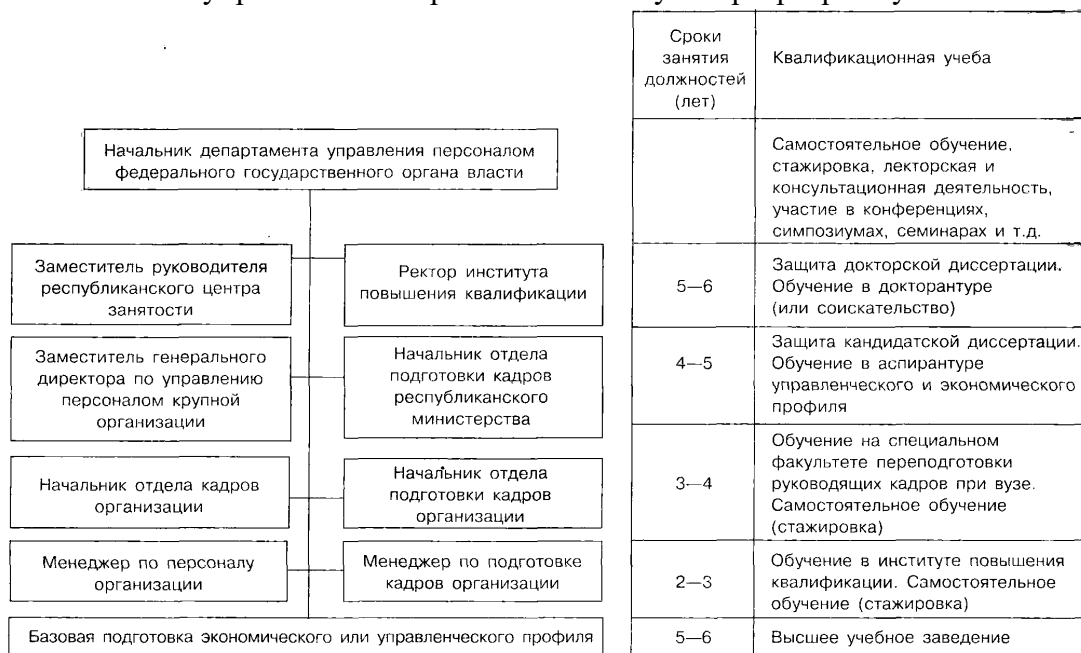 Сроки
занятия
должностей
(лет)
Квалификационная учеба
Начальник департамента управления персоналом
федерального государственного органа власти
Самостоятельное обучение,
стажировка, лекторская и
консультационная деятельность,
участие в конференциях,
симпозиумах, семинарах и т.д.
Заместитель руководителя
республиканского центра
занятости
Ректор института
повышения квалификации
5—6
Защита докторской диссертации.
Обучение в докторантуре
(или соискательство)
Заместитель генерального
директора по управлению
персоналом крупной
организации
Начальник отдела
подготовки кадров
республиканского
министерства
4—5
Защита кандидатской диссертации.
Обучение в аспирантуре
управленческого и экономического
профиля
Начальник отдела кадров
организации
Начальник отдела
подготовки кадров
организации
3—4
Обучение на специальном
факультете переподготовки
руководящих кадров при вузе.
Самостоятельное обучение
(стажировка)
Менеджер по персоналу
организации
Менеджер по подготовке
кадров организации
2—3
Обучение в институте повышения
квалификации. Самостоятельное
обучение (стажировка)
Базовая подготовка экономического или управленческого профиля
5—6
Высшее учебное заведение